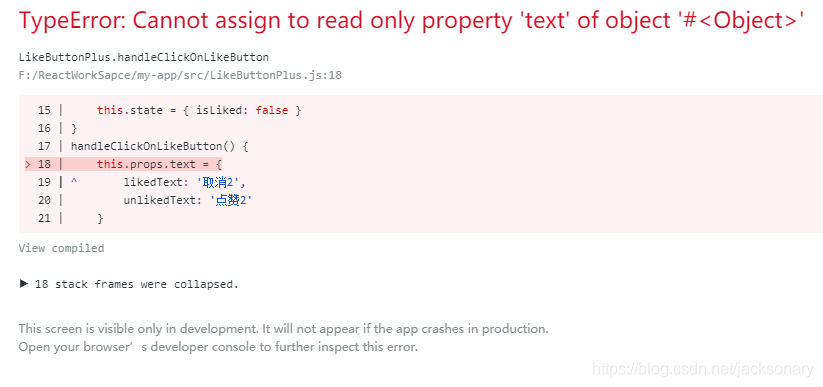 TypeError: Cannot assign to read only property 'text' of object '#<Object>'
LikeButtonPlus.handleClickOnLikeButton
F:/ReactWorkSapce/my-app/src/LikeButtonPlus.js:18
15 |     this.state = { isLiked: false }
16 | }
17 | handleClickOnLikeButton() {
> 18 |     this.props.text = {
19 | ^       likedText: '取消2',
20 |         unlikedText: '点赞2'
21 |     }
View compiled
▶ 18 stack frames were collapsed.
This screen is visible only in development. It will not appear if the app crashes in production.
Open your browser’s developer console to further inspect this error.
https://blog.csdn.net/jacksonary